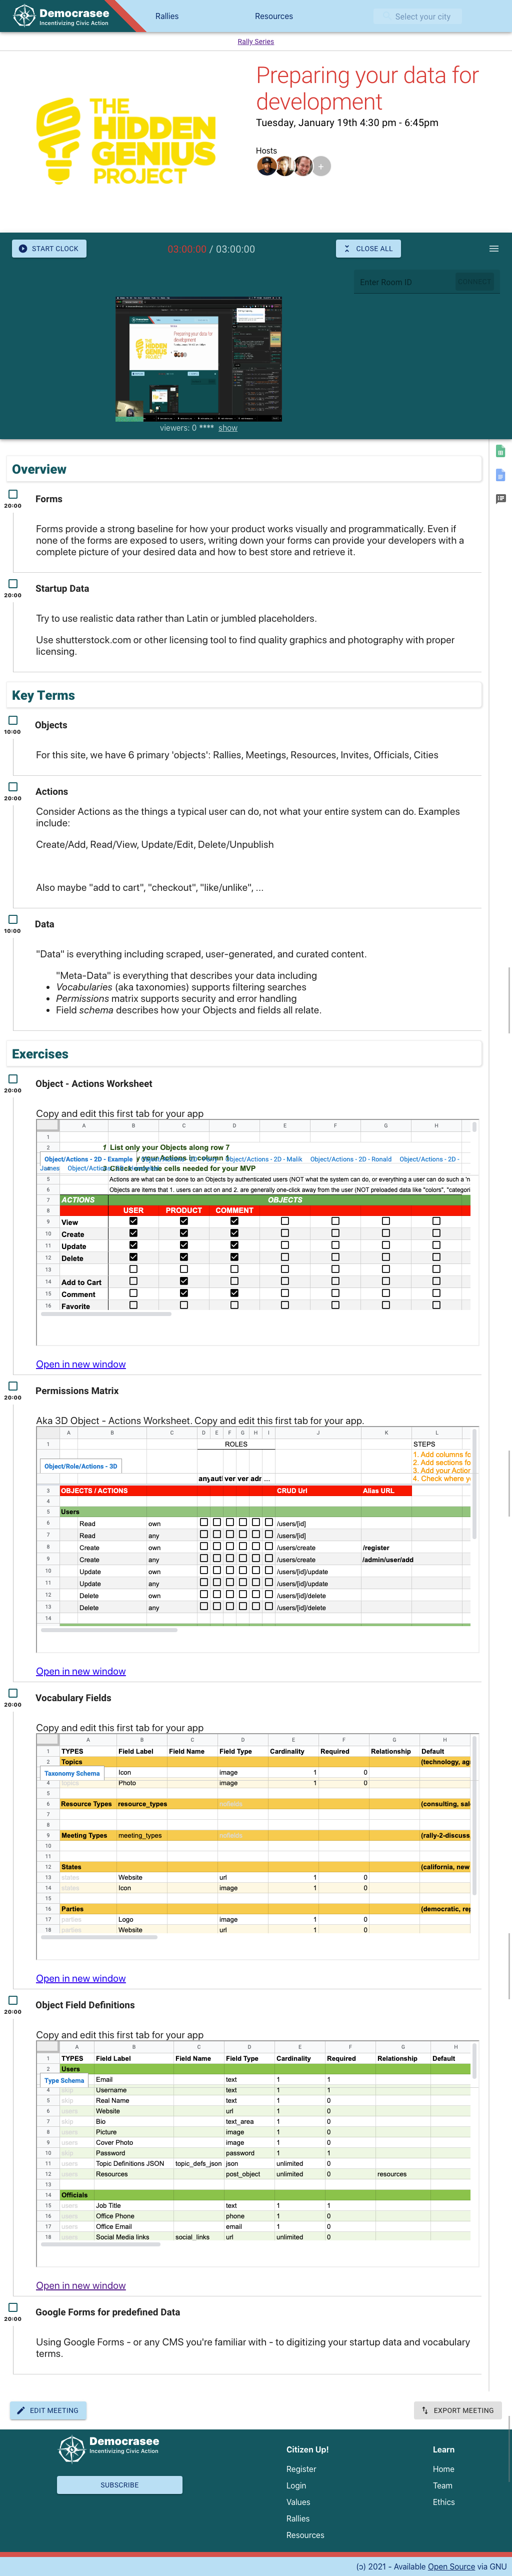 Democrasee
Incentivizing Civic Action
Rallies
Resources
Select your city
Rally Series
THE
HIDDEN
GENIUS
PROJECT
Preparing your data for
development
Tuesday, January 19th 4:30 pm - 6:45pm
Hosts
+
START CLOCK
03:00:00 / 03:00:00
CLOSE ALL
Enter Room ID
viewers: 0 **** show
Overview
20:00
Forms
Forms provide a strong baseline for how your product works visually and programmatically. Even if
none of the forms are exposed to users, writing down your forms can provide your developers with a
complete picture of your desired data and how to best store and retrieve it.
20:00
Startup Data
Try to use realistic data rather than Latin or jumbled placeholders.
Use shutterstock.com or other licensing tool to find quality graphics and photography with proper
licensing.
Key Terms
10:00
Objects
For this site, we have 6 primary 'objects': Rallies, Meetings, Resources, Invites, Officials, Cities
20:00
Actions
Consider Actions as the things a typical user can do, not what your entire system can do. Examples
include:
Create/Add, Read/View, Update/Edit, Delete/Unpublish
Also maybe "add to cart", "checkout", "like/unlike", ...
10:00
Data
"Data" is everything including scraped, user-generated, and curated content.
"Meta-Data" is everything that describes your data including
• Vocabularies (aka taxonomies) supports filtering searches
• Permissions matrix supports security and error handling
• Field schema describes how your Objects and fields all relate.
Exercises
20:00
Object - Actions Worksheet
Copy and edit this first tab for your app
A B C D E F G H
1 1 List only your Objects along row 7
2 your Actions in column 1
Object/Actions - 2D - Example Object/Actions - 2D - Malik Object/Actions - 2D - Ronald Object/Actions - 2D -
James
3 Check only the cells needed for your MVP
5 Actions are what can be done to an Objects by Authenticated users (NOT what the system can do, or everything a user can do such a 'n
6 Objects are items that 1. users can act on and 2. are generally one-click away from the user (NOT preloaded data like "colors", "categori
7 ACTIONS OBJECTS
8 USER PRODUCT COMMENT
9 View
10 Create
11 Update
12 Delete
13
14 Add to Cart
15 Comment
16 Favorite
Open in new window
20:00
Permissions Matrix
Aka 3D Object - Actions Worksheet. Copy and edit this first tab for your app.
A B C D E F G H I J K L
1 ROLES STEPS
1. Add columns fo
2. Add sections fo
3. Add your Action
4. Check where y
Object/Role/Actions - 3D
3 OBJECTS / ACTIONS CRUD Url Alias URL
4
5 Users
6 Read own /users/[id]
7 Read any /users/[id]
8 Create own /users/create /register
9 Create any /users/create /admin/user/add
10 Update own /users/[id]/update
11 Update any /users/[id]/update
12 Delete own /users/[id]/delete
13 Delete any /users/[id]/delete
14
Open in new window
20:00
Vocabulary Fields
Copy and edit this first tab for your app
A B C D E F G H
1 TYPES Field Label Field Name Field Type Cardinality Required Relationship Default
2 Topics (technology, ag
Taxonomy Schema Icon image 1 0
4 topics Photo image 1 0
5
6 Resource Types resource_types (consulting, sal
7
8
9 Meeting Types meeting_types (rally-2-discuss
10
11
12 States (california, new
13 states Website url 1 0
14 states Icon image 1 0
15
16 Parties (democratic, rep
17 parties Logo image 1 0
18 parties Website url 1 0
Open in new window
20:00
Object Field Definitions
Copy and edit this first tab for your app
A B C D E F G H
1 TYPES Field Label Field Name Field Type Cardinality Required Relationship Default
2 Users
Type Schema Email text 1 1
4 skip Username text 1 1
5 skip Real Name text 1 0
6 users Website url 1 0
7 skip Bio text_area 1 0
8 users Picture image 1 0
9 users Cover Photo image 1 0
10 skip Password password 1 1
11 users Topic Definitions JSON topic_defs_json json unlimited 0
12 users Resources post_object unlimited 0 resources
13
14 Officials
15 users Job Title text 1 1
16 users Office Phone phone 1 0
17 users Office Email email 1 0
18 users Social Media links social_links url unlimited 0
Open in new window
20:00
Google Forms for predefined Data
Using Google Forms - or any CMS you're familiar with - to digitizing your startup data and vocabulary
terms.
EDIT MEETING
EXPORT MEETING
Democrasee
Incentivizing Civic Action
SUBSCRIBE
Citizen Up!
Register
Login
Values
Rallies
Resources
Learn
Home
Team
Ethics
(ɔ) 2021 - Available Open Source via GNU